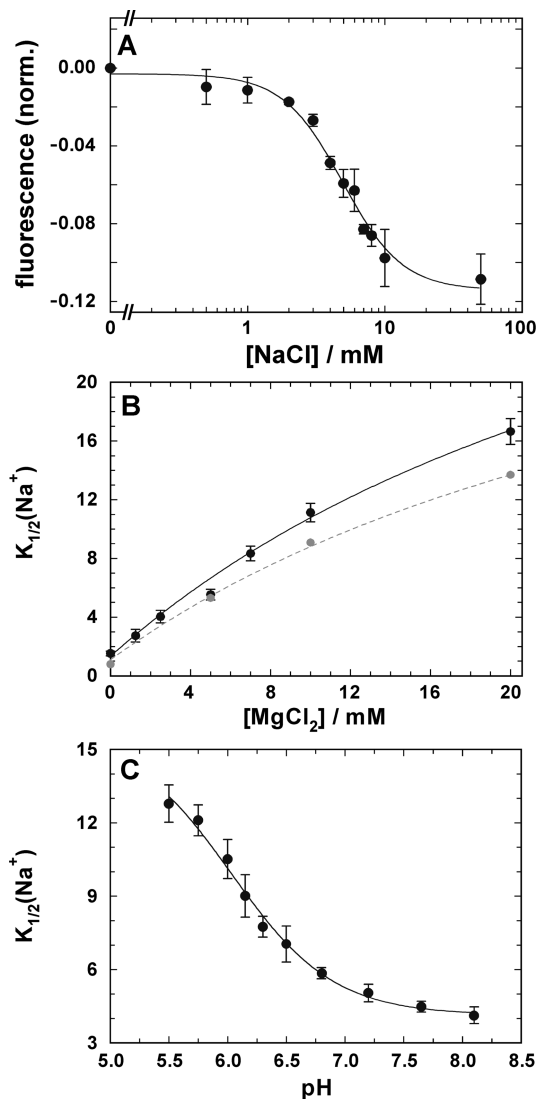 A
fluorescence (norm.)
0.00
-0.04
-0.08
-0.12
0 1 10 100
[NaCl] / mM
B
K1/2(Na+)
20
16
12
8
4
0
0 4 8 12 16 20
[MgCl2] / mM
C
K1/2(Na+)
15
12
9
6
3
5.0 5.5 6.0 6.5 7.0 7.5 8.0 8.5
pH